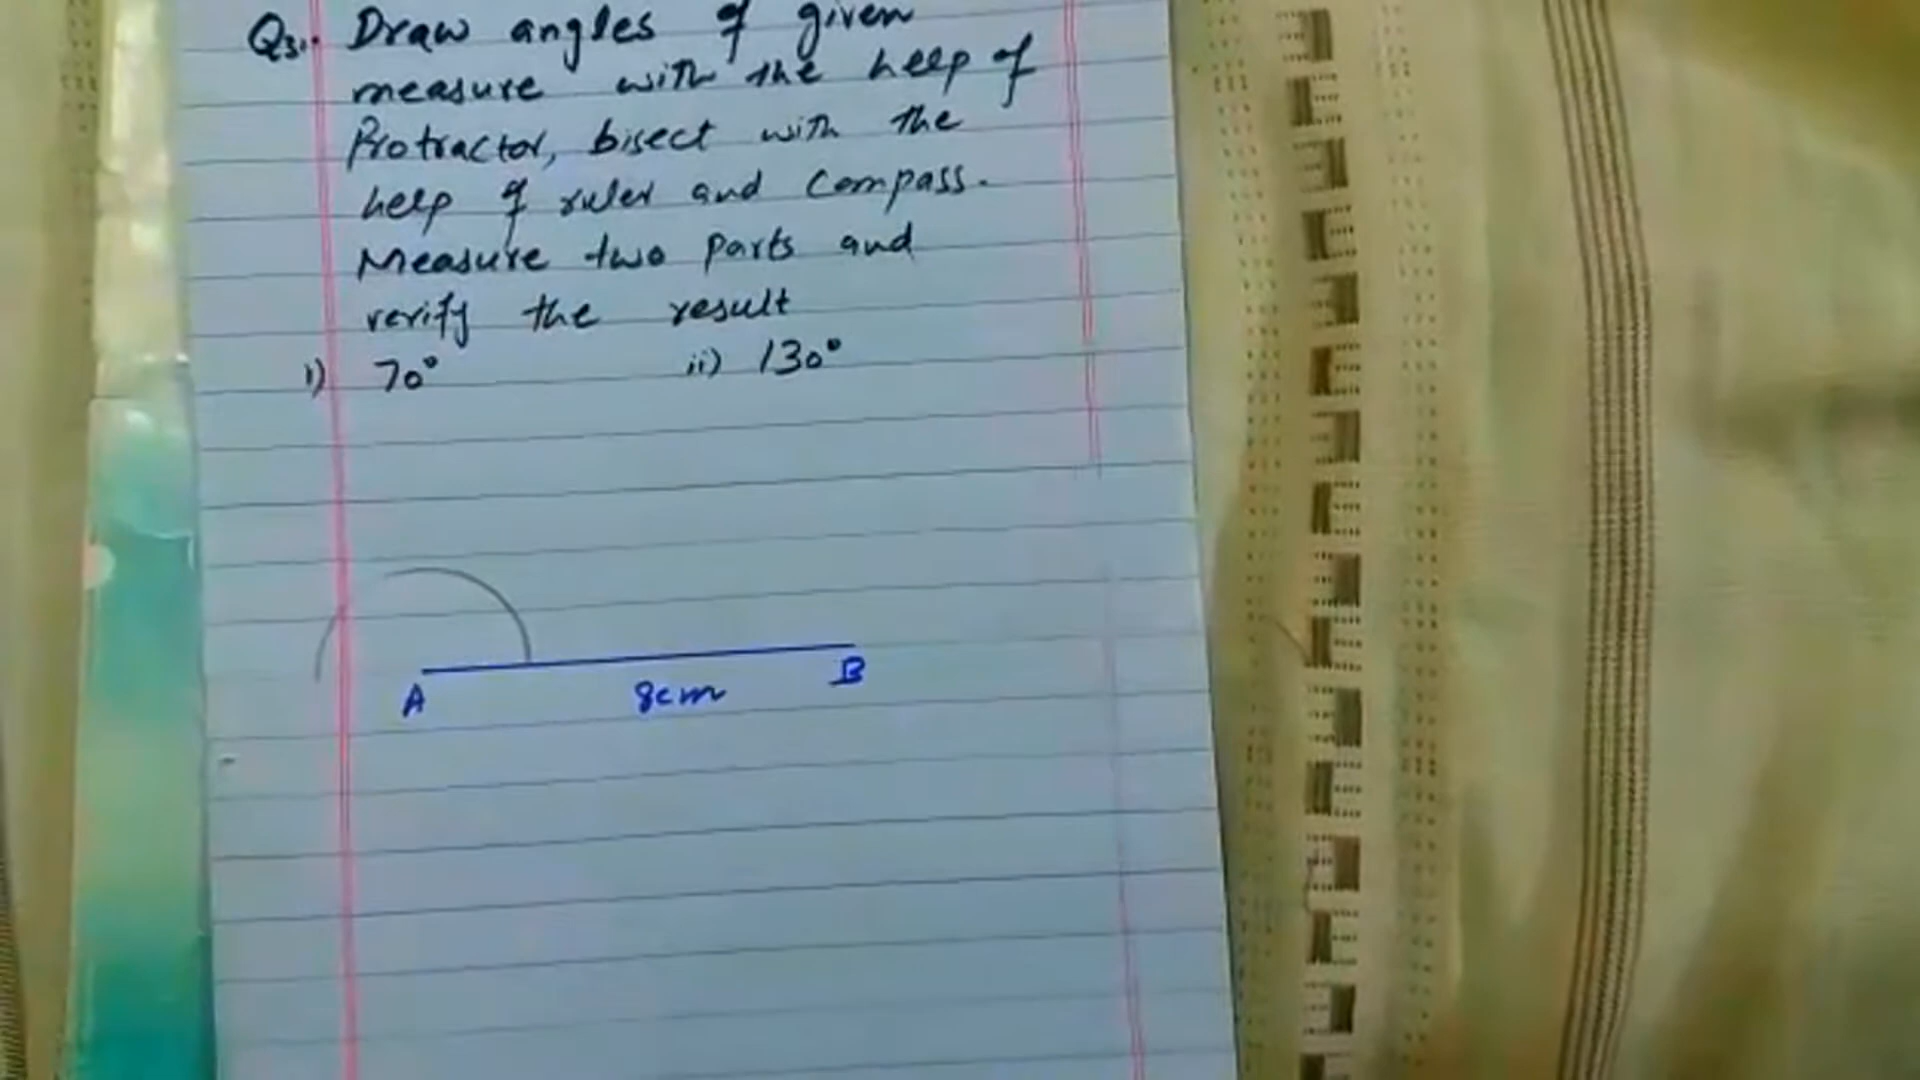 Q3. Draw angles of given
measure with the help of
Protractor, bisect with the
help of ruler and Compass.
Measure two parts and
verify the result
i) 70° ii) 130°
A 8cm B